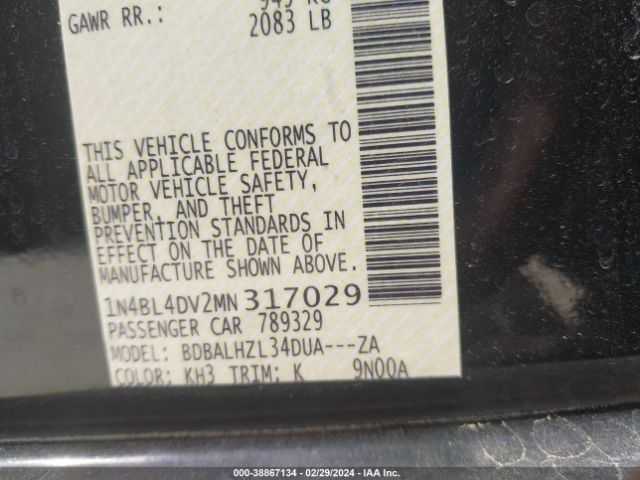 GAWR RR.: 945 KG
2083 LB
THIS VEHICLE CONFORMS TO
ALL APPLICABLE FEDERAL
MOTOR VEHICLE SAFETY,
BUMPER, AND THEFT
PREVENTION STANDARDS IN
EFFECT ON THE DATE OF
MANUFACTURE SHOWN ABOVE.
1N4BL4DV2MN317029
PASSENGER CAR 789329
MODEL: BDBALHZL34DUA---ZA
COLOR; KH3 TRIM; K 9N00A
000-38867134 / 02/29/2024 - IAA Inc.